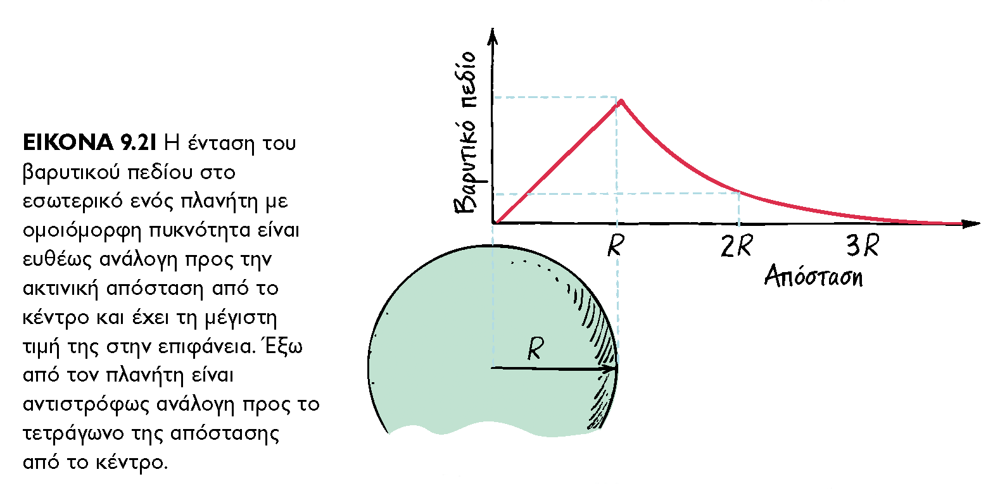 ΕΙΚΟΝΑ 9.21 Η ένταση του
βαρυτικού πεδίου στο
εσωτερικό ενός πλανήτη με
ομοιόμορφη πυκνότητα είναι
ευθέως ανάλογη προς την
ακτινική απόσταση από το
κέντρο και έχει τη μέγιστη
τιμή της στην επιφάνεια. Έξω
από τον πλανήτη είναι
αντιστρόφως ανάλογη προς το
τετράγωνο της απόστασης
από το κέντρο.
Βαρυτικό πεδίο
R
2R
3R
Απόσταση
R